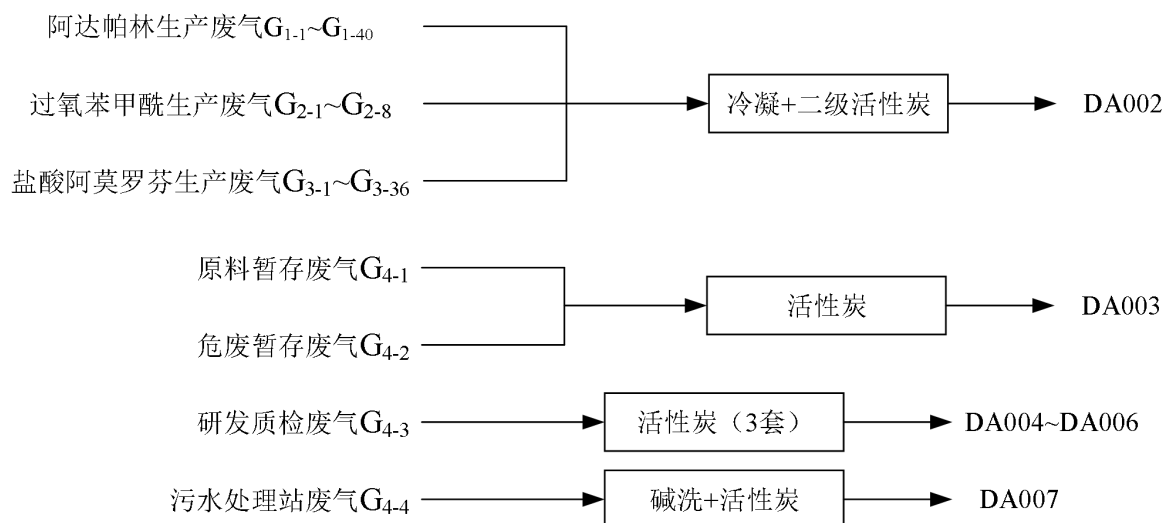 阿达帕林生产废气G1-1~G1-40
过氧苯甲酰生产废气G2-1~G2-8
冷凝+二级活性炭
DA002
盐酸阿莫罗芬生产废气G3-1~G3-36
原料暂存废气G4-1
活性炭
DA003
危废暂存废气G4-2
研发质检废气G4-3
活性炭（3套）
DA004~DA006
污水处理站废气G4-4
碱洗+活性炭
DA007